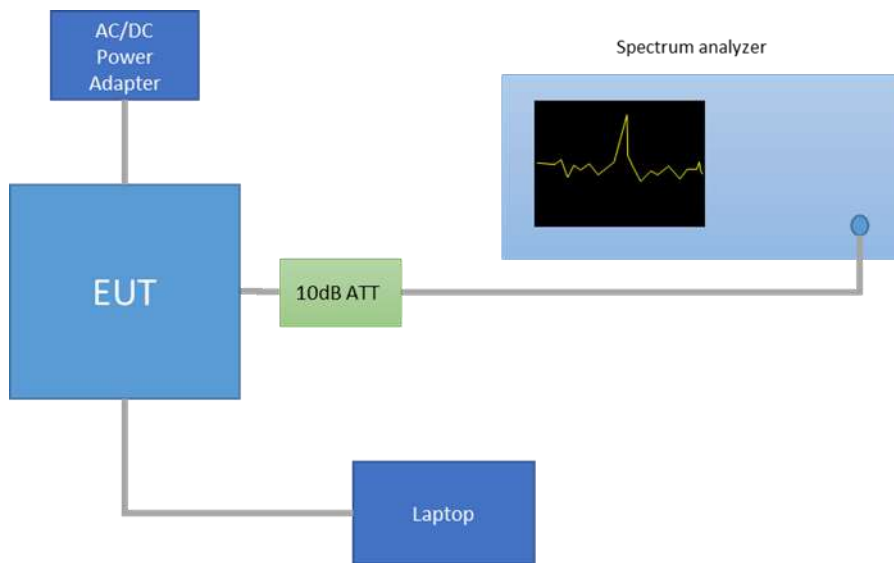 AC/DC
Power
Adapter
Spectrum analyzer
EUT
10dB ATT
Laptop